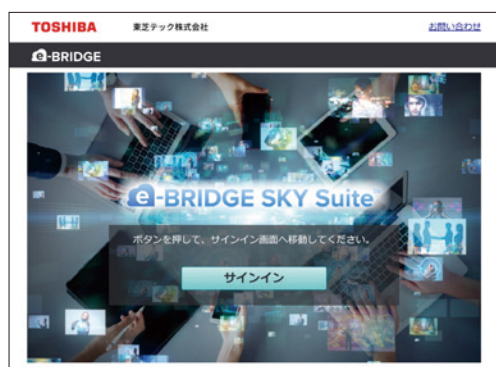 TOSHIBA 東芝テック株式会社 お問い合わせ
e-BRIDGE
e-BRIDGE SKY Suite
ボタンを押して、サインイン画面へ移動してください。
サインイン